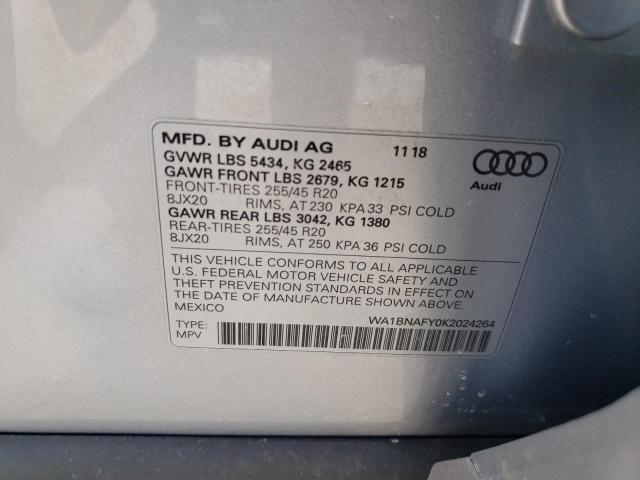 MFD. BY AUDI AG 11 18
GVWR LBS 5434, KG 2465
GAWR FRONT LBS 2679, KG 1215
FRONT-TIRES 255/45 R20
8JX20 RIMS, AT 230 KPA 33 PSI COLD
GAWR REAR LBS 3042, KG 1380
REAR-TIRES 255/45 R20
8JX20 RIMS, AT 250 KPA 36 PSI COLD
Audi
THIS VEHICLE CONFORMS TO ALL APPLICABLE
U.S. FEDERAL MOTOR VEHICLE SAFETY AND
THEFT PREVENTION STANDARDS IN EFFECT ON
THE DATE OF MANUFACTURE SHOWN ABOVE.
MEXICO
WA1BNAFY0K2024264
TYPE:
MPV